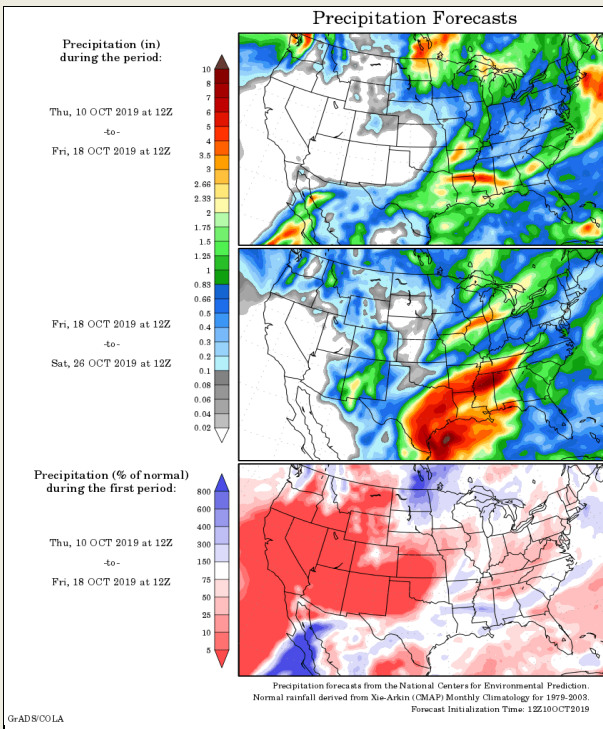 Precipitation Forecasts
Precipitation (in)
during the period:
Thu, 10 OCT 2019 at 12Z
-to-
Fri, 18 OCT 2019 at 12Z
10
8
7
6
5
4
3.5
3
2.66
2.33
2
1.75
1.5
1.25
1
0.83
0.66
0.5
0.4
0.3
0.2
0.1
0.08
0.06
0.04
0.02
Fri, 18 OCT 2019 at 12Z
-to-
Sat, 26 OCT 2019 at 12Z
Precipitation (% of normal)
during the first period:
Thu, 10 OCT 2019 at 12Z
-to-
Fri, 18 OCT 2019 at 12Z
800
600
400
300
150
75
50
25
10
5
Precipitation forecasts from the National Centers for Environmental Prediction.
Normal rainfall derived from Xie-Arkin (CMAP) Monthly Climatology for 1979-2003.
Forecast Initialization Time: 12Z10OCT2019
GrADS/COLA